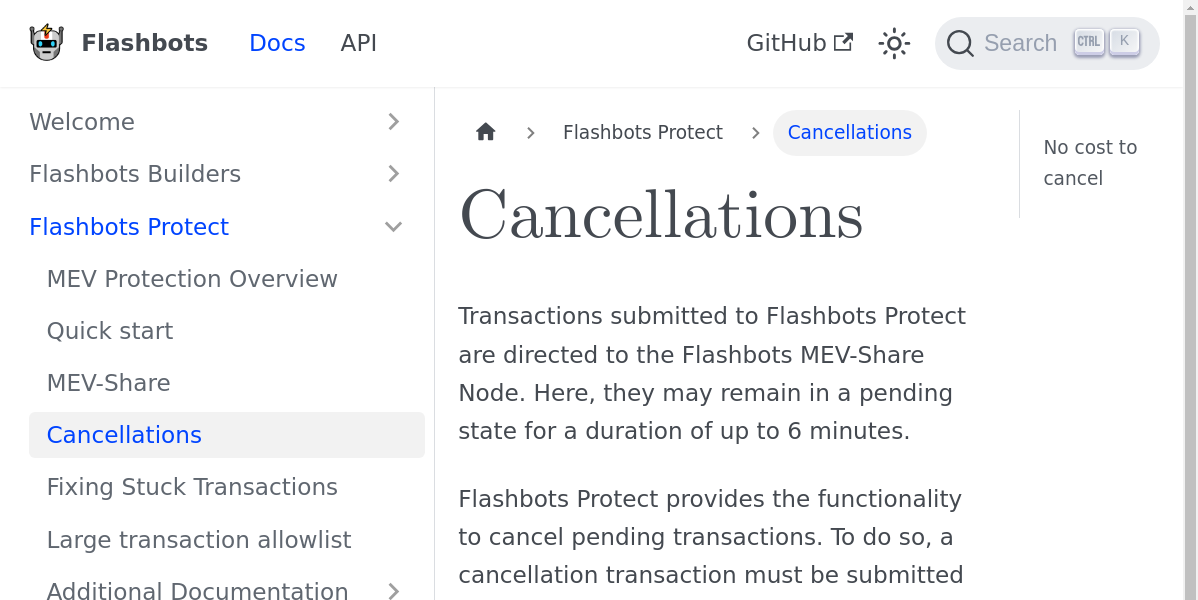 Flashbots Docs API GitHub Search CTRL K
Welcome
Flashbots Builders
Flashbots Protect
MEV Protection Overview
Quick start
MEV-Share
Cancellations
Fixing Stuck Transactions
Large transaction allowlist
Additional Documentation
Flashbots Protect Cancellations
Cancellations
Transactions submitted to Flashbots Protect
are directed to the Flashbots MEV-Share
Node. Here, they may remain in a pending
state for a duration of up to 6 minutes.
Flashbots Protect provides the functionality
to cancel pending transactions. To do so, a
cancellation transaction must be submitted
No cost to
cancel